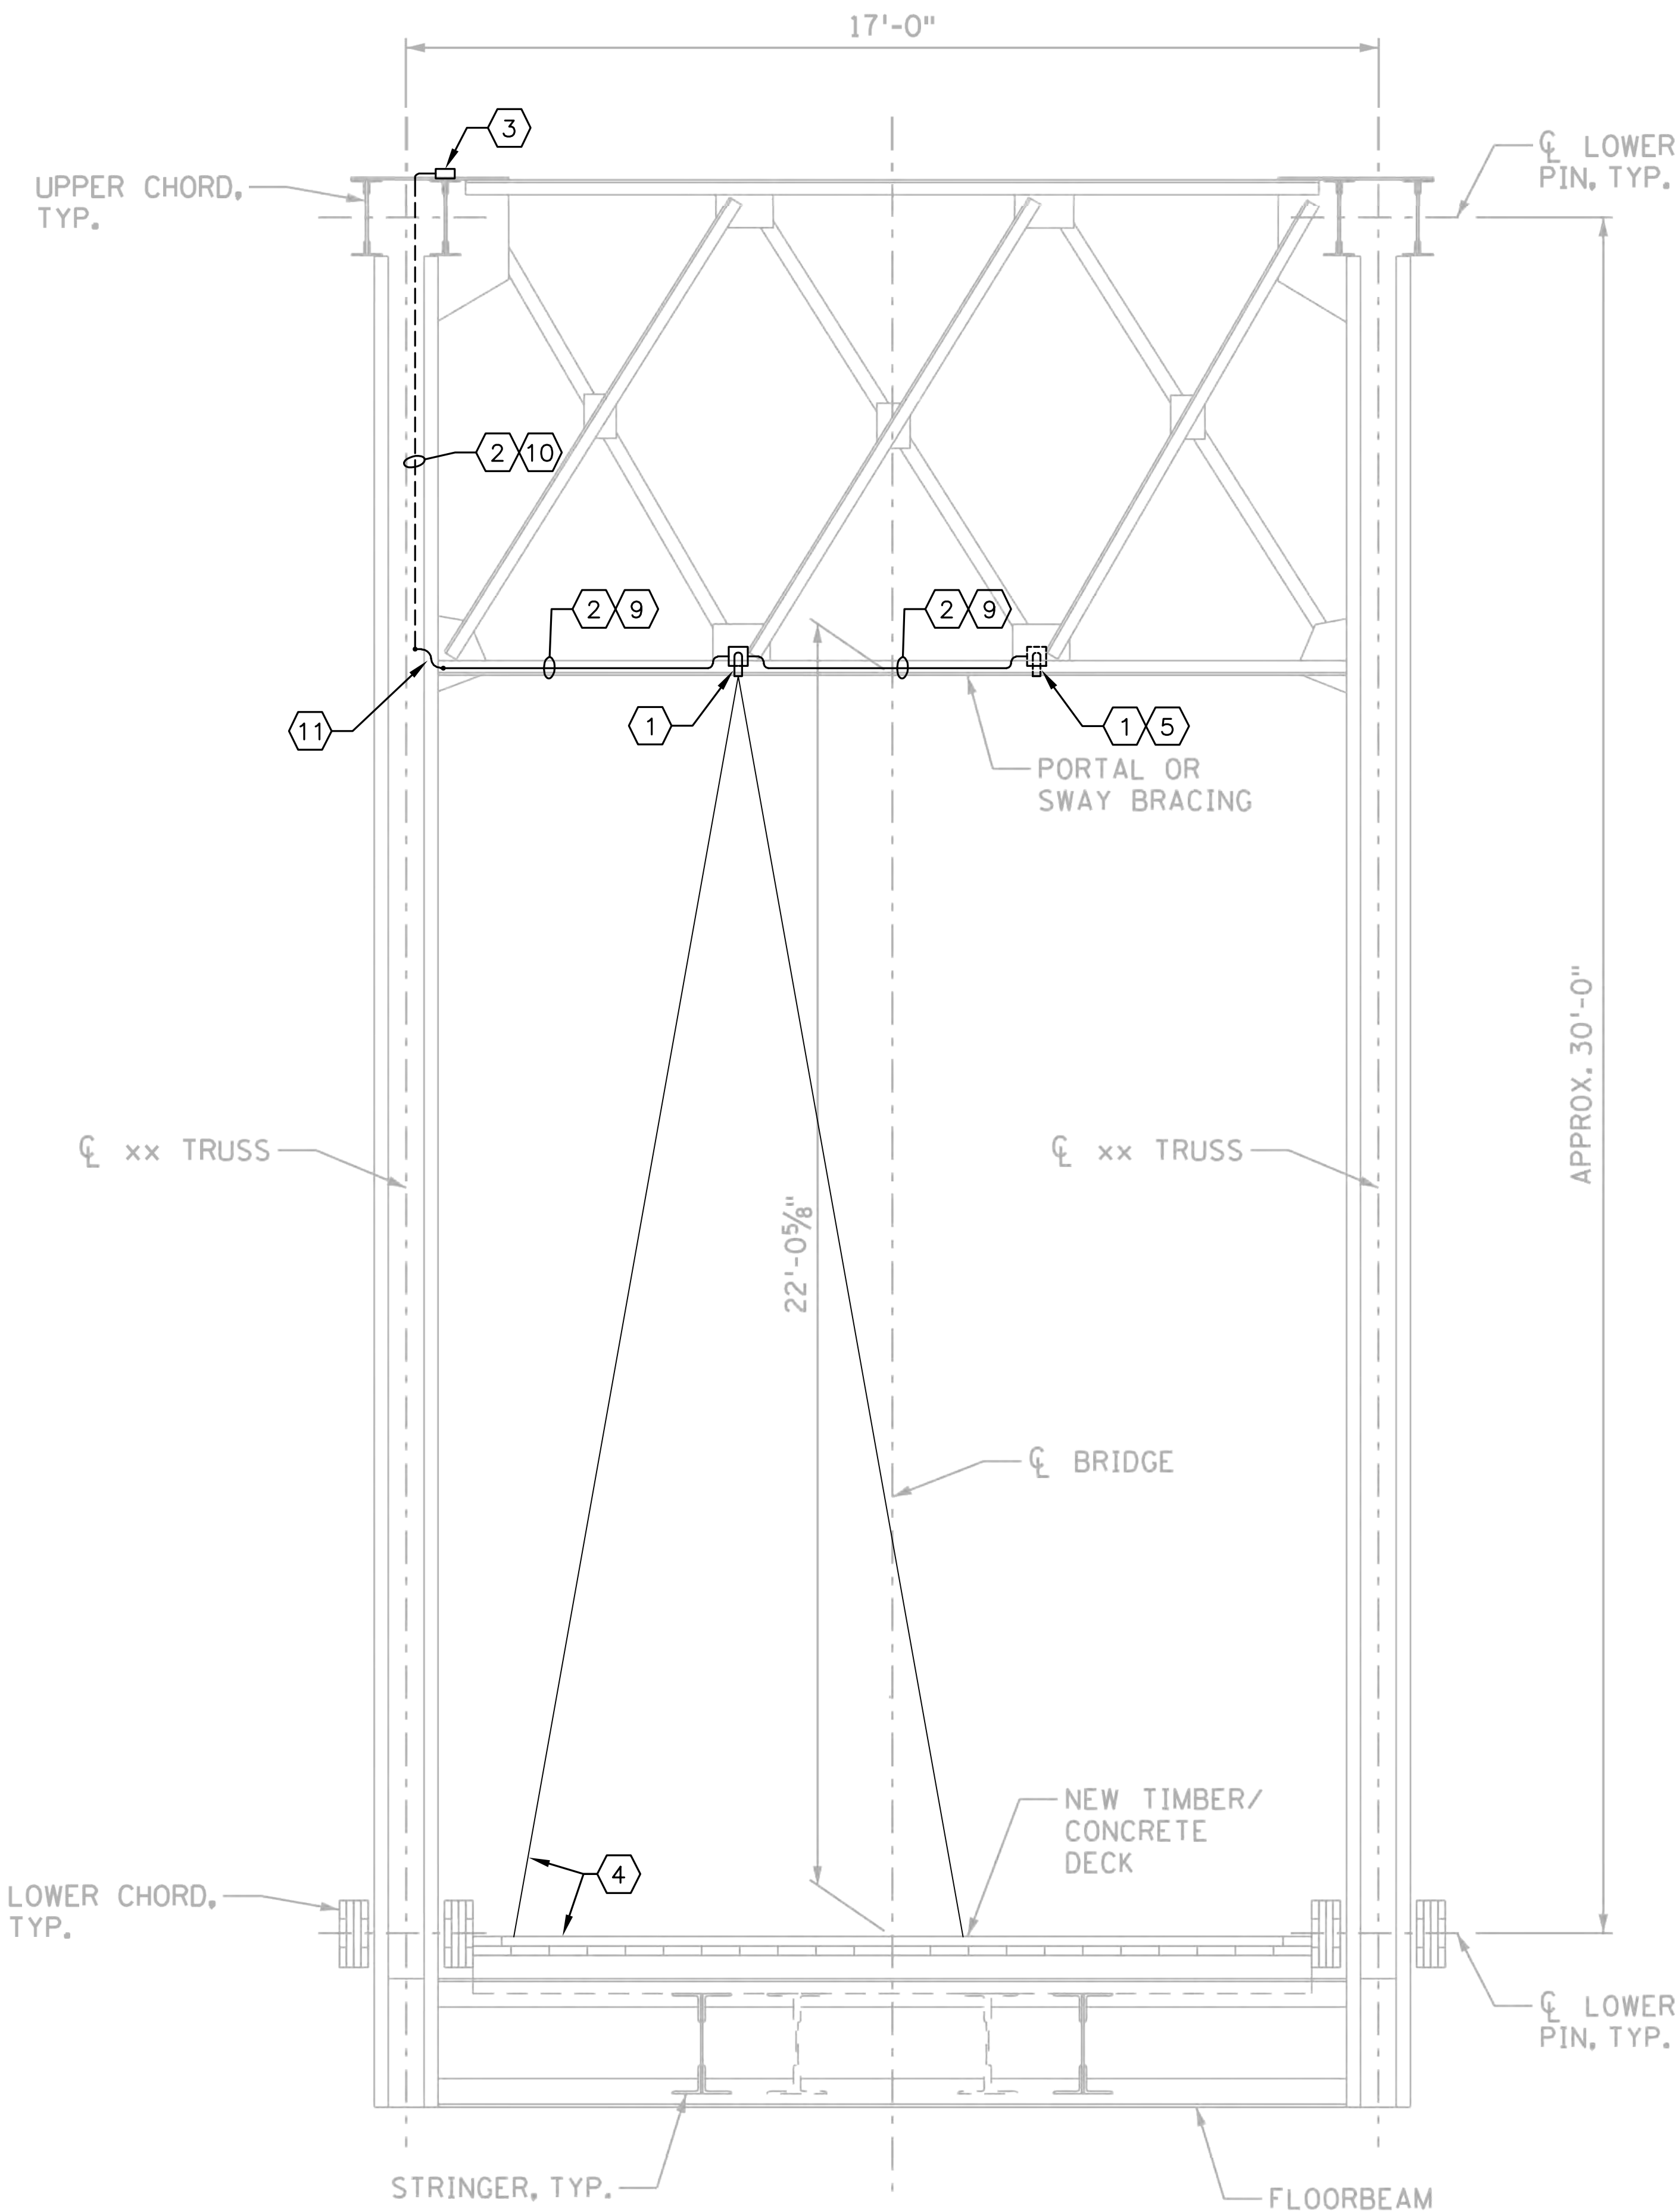 17'-0"
3
UPPER CHORD,
TYP.
℄ LOWER
PIN, TYP.
2 10
2 9
2 9
11
1
1 5
PORTAL OR
SWAY BRACING
APPROX. 30'-0"
℄ xx TRUSS
℄ xx TRUSS
22'-0⅝"
℄ BRIDGE
NEW TIMBER/
CONCRETE
DECK
4
LOWER CHORD,
TYP.
℄ LOWER
PIN, TYP.
STRINGER, TYP.
FLOORBEAM